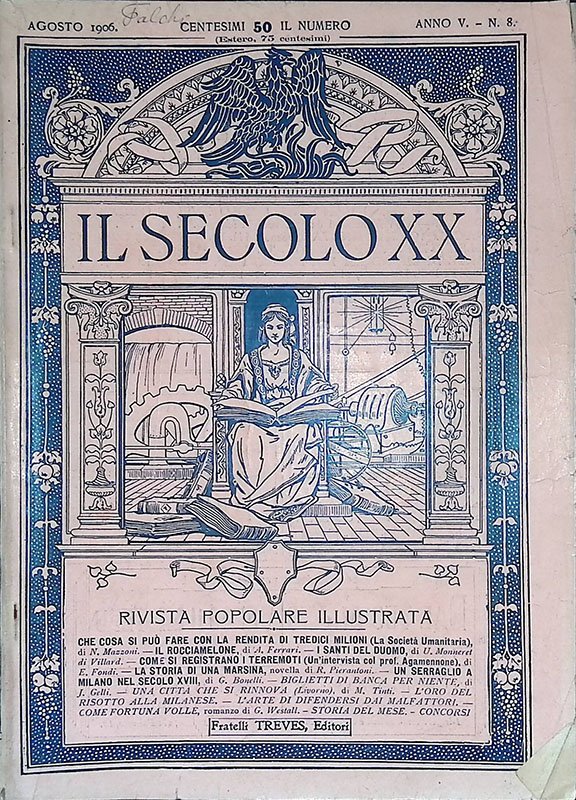 AGOSTO 1906. Falchi CENTESIMI 50 IL NUMERO ANNO V. - N. 8.
(Estero, 75 centesimi)
IL SECOLO XX
RIVISTA POPOLARE ILLUSTRATA
CHE COSA SI PUÒ FARE CON LA RENDITA DI TREDICI MILIONI (La Società Umanitaria),
di N. Mazzoni. — IL ROCCIAMELONE, di A. Ferrari. — I SANTI DEL DUOMO, di U. Monneret
di Villard. — COME SI REGISTRANO I TERREMOTI (Un'intervista col prof. Agamennone), di
E. Fondi. — LA STORIA DI UNA MARSINA, novella di R. Pierantoni. — UN SERRAGLIO A
MILANO NEL SECOLO XVIII, di G. Bonelli. — BIGLIETTI DI BANCA PER NIENTE, di
J. Gelli. — UNA CITTÀ CHE SI RINNOVA (Livorno), di M. Tinti. — L'ORO DEL
RISOTTO ALLA MILANESE. — L'ARTE DI DIFENDERSI DAI MALFATTORI. —
COME FORTUNA VOLLE, romanzo di G. Westall. - STORIA DEL MESE. - CONCORSI
Fratelli TREVES, Editori